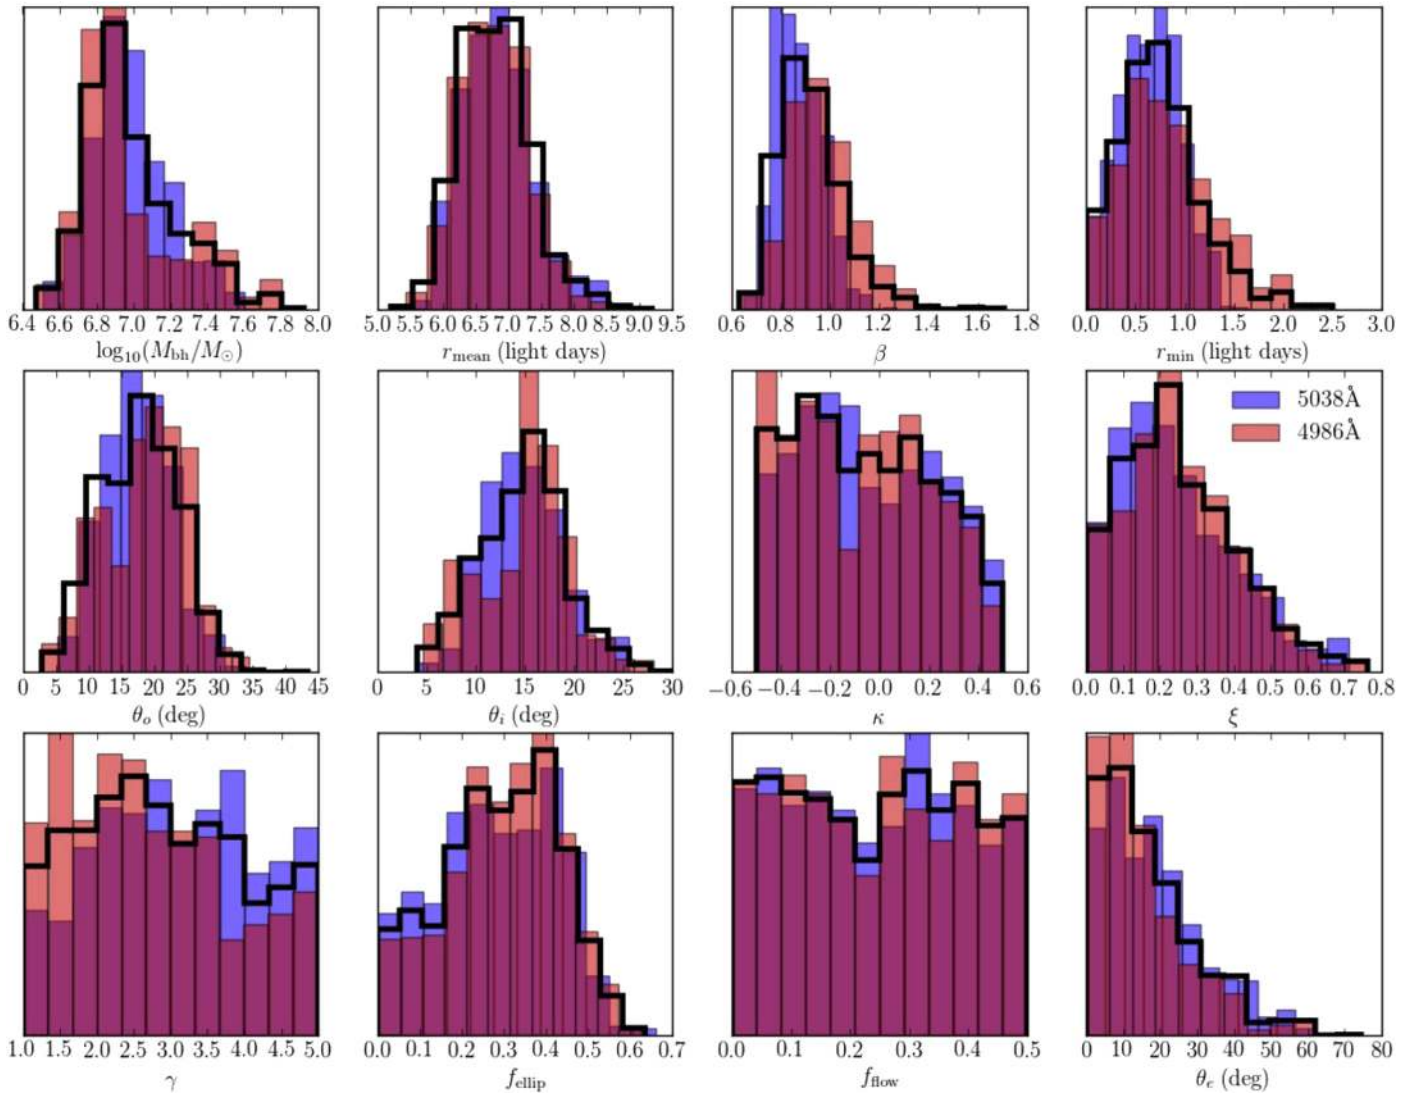 6.4 6.6 6.8 7.0 7.2 7.4 7.6 7.8 8.0
log₁₀(M_bh/M_⊙)
5.0 5.5 6.0 6.5 7.0 7.5 8.0 8.5 9.0 9.5
r_mean (light days)
0.6 0.8 1.0 1.2 1.4 1.6 1.8
β
0.0 0.5 1.0 1.5 2.0 2.5 3.0
r_min (light days)
0 5 10 15 20 25 30 35 40 45
θ_o (deg)
0 5 10 15 20 25 30
θ_i (deg)
−0.6 −0.4 −0.2 0.0 0.2 0.4 0.6
κ
5038Å
4986Å
0.0 0.1 0.2 0.3 0.4 0.5 0.6 0.7 0.8
ξ
1.0 1.5 2.0 2.5 3.0 3.5 4.0 4.5 5.0
γ
0.0 0.1 0.2 0.3 0.4 0.5 0.6 0.7
f_ellip
0.0 0.1 0.2 0.3 0.4 0.5
f_flow
0 10 20 30 40 50 60 70 80
θ_e (deg)